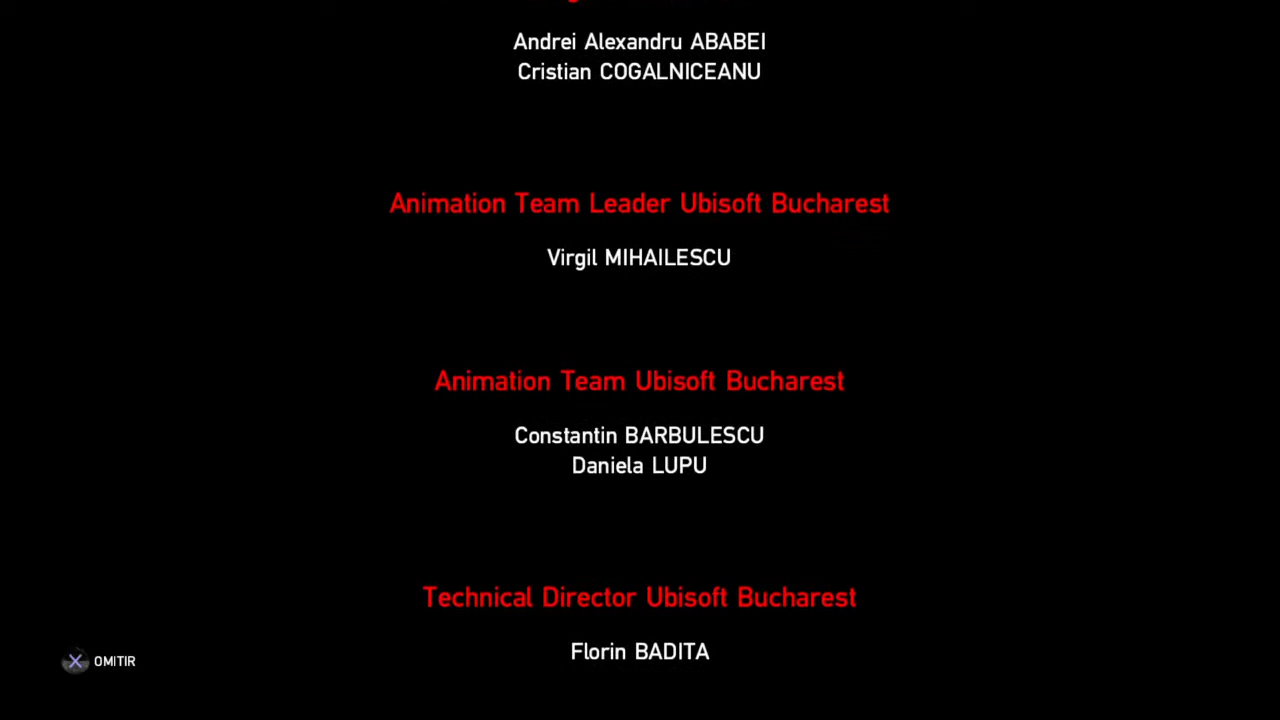 Andrei Alexandru ABABEI
Cristian COGALNICEANU
Animation Team Leader Ubisoft Bucharest
Virgil MIHAILESCU
Animation Team Ubisoft Bucharest
Constantin BARBULESCU
Daniela LUPU
Technical Director Ubisoft Bucharest
Florin BADITA
OMITIR